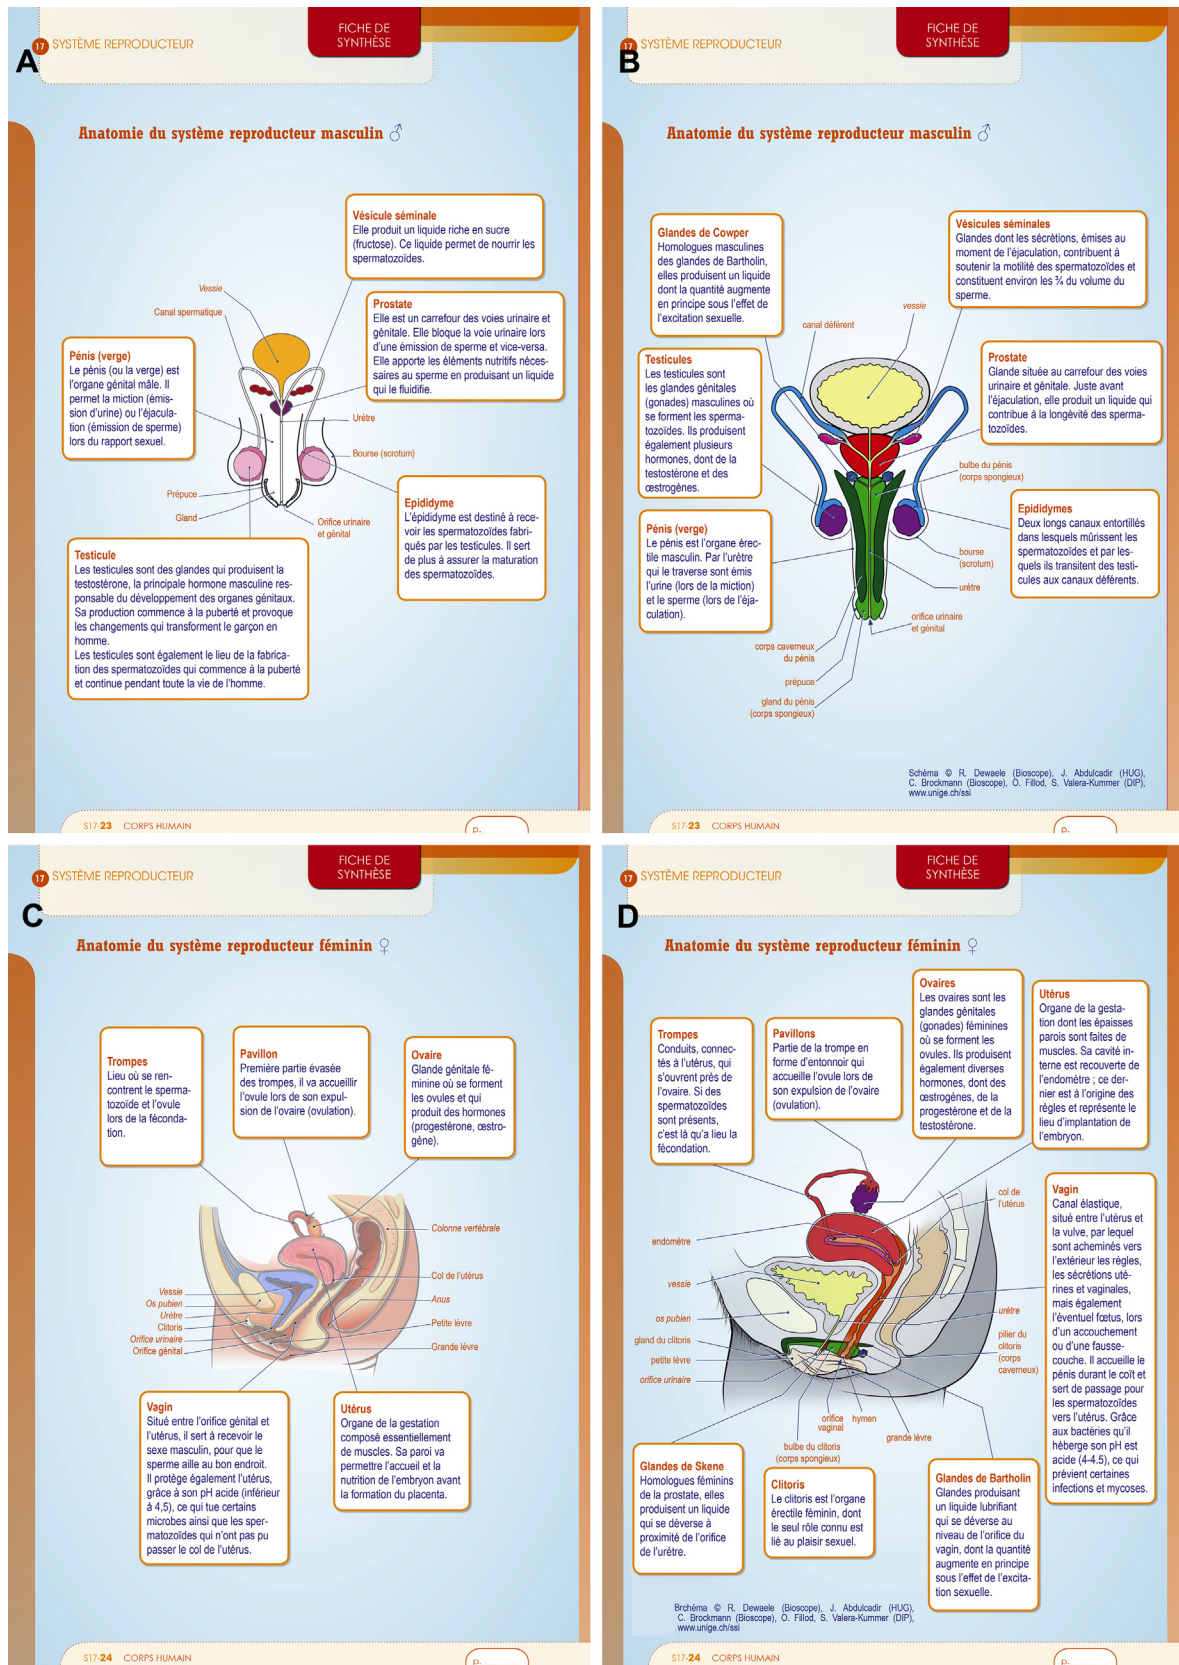 A
17 SYSTÈME REPRODUCTEUR
FICHE DE
SYNTHÈSE
Anatomie du système reproducteur masculin ♂
Vésicule séminale
Elle produit un liquide riche en sucre
(fructose). Ce liquide permet de nourrir les
spermatozoïdes.
Vessie
Canal spermatique
Prostate
Elle est un carrefour des voies urinaire et
génitale. Elle bloque la voie urinaire lors
d'une émission de sperme et vice-versa.
Elle apporte les éléments nutritifs néces-
saires au sperme en produisant un liquide
qui le fluidifie.
Pénis (verge)
Le pénis (ou la verge) est
l'organe génital mâle. Il
permet la miction (émis-
sion d'urine) ou l'éjacula-
tion (émission de sperme)
lors du rapport sexuel.
Urètre
Bourse (scrotum)
Prépuce
Gland
Orifice urinaire
et génital
Epididyme
L'épididyme est destiné à rece-
voir les spermatozoïdes fabri-
qués par les testicules. Il sert
de plus à assurer la maturation
des spermatozoïdes.
Testicule
Les testicules sont des glandes qui produisent la
testostérone, la principale hormone masculine res-
ponsable du développement des organes génitaux.
Sa production commence à la puberté et provoque
les changements qui transforment le garçon en
homme.
Les testicules sont également le lieu de la fabrica-
tion des spermatozoïdes qui commence à la puberté
et continue pendant toute la vie de l'homme.
S17-23 CORPS HUMAIN
B
17 SYSTÈME REPRODUCTEUR
FICHE DE
SYNTHÈSE
Anatomie du système reproducteur masculin ♂
Glandes de Cowper
Homologues masculines
des glandes de Bartholin,
elles produisent un liquide
dont la quantité augmente
en principe sous l'effet de
l'excitation sexuelle.
Vésicules séminales
Glandes dont les sécrétions, émises au
moment de l'éjaculation, contribuent à
soutenir la motilité des spermatozoïdes et
constituent environ les ¾ du volume du
sperme.
vessie
canal déférent
Testicules
Les testicules sont
les glandes génitales
(gonades) masculines où
se forment les sperma-
tozoïdes. Ils produisent
également plusieurs
hormones, dont de la
testostérone et des
œstrogènes.
Prostate
Glande située au carrefour des voies
urinaire et génitale. Juste avant
l'éjaculation, elle produit un liquide qui
contribue à la longévité des sperma-
tozoïdes.
bulbe du pénis
(corps spongieux)
Epididymes
Deux longs canaux entortillés
dans lesquels mûrissent les
spermatozoïdes et par les-
quels ils transitent des testi-
cules aux canaux déférents.
Pénis (verge)
Le pénis est l'organe érec-
tile masculin. Par l'urètre
qui le traverse sont émis
l'urine (lors de la miction)
et le sperme (lors de l'éja-
culation).
bourse
(scrotum)
urètre
orifice urinaire
et génital
corps caverneux
du pénis
prépuce
gland du pénis
(corps spongieux)
Schéma © R. Dewaele (Bioscope), J. Abdulcadir (HUG),
C. Brockmann (Bioscope), O. Fillod, S. Valera-Kummer (DIP),
www.unige.ch/ssi
S17-23 CORPS HUMAIN
C
17 SYSTÈME REPRODUCTEUR
FICHE DE
SYNTHÈSE
Anatomie du système reproducteur féminin ♀
Trompes
Lieu où se ren-
contrent le sperma-
tozoïde et l'ovule
lors de la féconda-
tion.
Pavillon
Première partie évasée
des trompes, il va accueillir
l'ovule lors de son expul-
sion de l'ovaire (ovulation).
Ovaire
Glande génitale fé-
minine où se forment
les ovules et qui
produit des hormones
(progestérone, œstro-
gène).
Colonne vertébrale
Col de l'utérus
Anus
Petite lèvre
Grande lèvre
Vessie
Os pubien
Urètre
Clitoris
Orifice urinaire
Orifice génital
Vagin
Situé entre l'orifice génital et
l'utérus, il sert à recevoir le
sexe masculin, pour que le
sperme aille au bon endroit.
Il protège également l'utérus,
grâce à son pH acide (inférieur
à 4,5), ce qui tue certains
microbes ainsi que les sper-
matozoïdes qui n'ont pas pu
passer le col de l'utérus.
Utérus
Organe de la gestation
composé essentiellement
de muscles. Sa paroi va
permettre l'accueil et la
nutrition de l'embryon avant
la formation du placenta.
S17-24 CORPS HUMAIN
D
17 SYSTÈME REPRODUCTEUR
FICHE DE
SYNTHÈSE
Anatomie du système reproducteur féminin ♀
Trompes
Conduits, connec-
tés à l'utérus, qui
s'ouvrent près de
l'ovaire. Si des
spermatozoïdes
sont présents,
c'est là qu'a lieu la
fécondation.
Pavillons
Partie de la trompe en
forme d'entonnoir qui
accueille l'ovule lors de
son expulsion de l'ovaire
(ovulation).
Ovaires
Les ovaires sont les
glandes génitales
(gonades) féminines
où se forment les
ovules. Ils produisent
également diverses
hormones, dont des
œstrogènes, de la
progestérone et de la
testostérone.
Utérus
Organe de la gesta-
tion dont les épaisses
parois sont faites de
muscles. Sa cavité in-
terne est recouverte de
l'endomètre ; ce der-
nier est à l'origine des
règles et représente le
lieu d'implantation de
l'embryon.
Vagin
Canal élastique,
situé entre l'utérus et
la vulve, par lequel
sont acheminés vers
l'extérieur les règles,
les sécrétions uté-
rines et vaginales,
mais également
l'éventuel fœtus, lors
d'un accouchement
ou d'une fausse-
couche. Il accueille le
pénis durant le coït et
sert de passage pour
les spermatozoïdes
vers l'utérus. Grâce
aux bactéries qu'il
héberge son pH est
acide (4-4.5), ce qui
prévient certaines
infections et mycoses.
col de
l'utérus
endomètre
vessie
os pubien
gland du clitoris
petite lèvre
orifice urinaire
urètre
pilier du
clitoris
(corps
caverneux)
orifice
vaginal
hymen
grande lèvre
bulbe du clitoris
(corps spongieux)
Glandes de Skene
Homologues féminins
de la prostate, elles
produisent un liquide
qui se déverse à
proximité de l'orifice
de l'urètre.
Clitoris
Le clitoris est l'organe
érectile féminin, dont
le seul rôle connu est
lié au plaisir sexuel.
Glandes de Bartholin
Glandes produisant
un liquide lubrifiant
qui se déverse au
niveau de l'orifice du
vagin, dont la quantité
augmente en principe
sous l'effet de l'excita-
tion sexuelle.
Brchéma © R. Dewaele (Bioscope), J. Abdulcadir (HUG),
C. Brockmann (Bioscope), O. Fillod, S. Valera-Kummer (DIP),
www.unige.ch/ssi
S17-24 CORPS HUMAIN